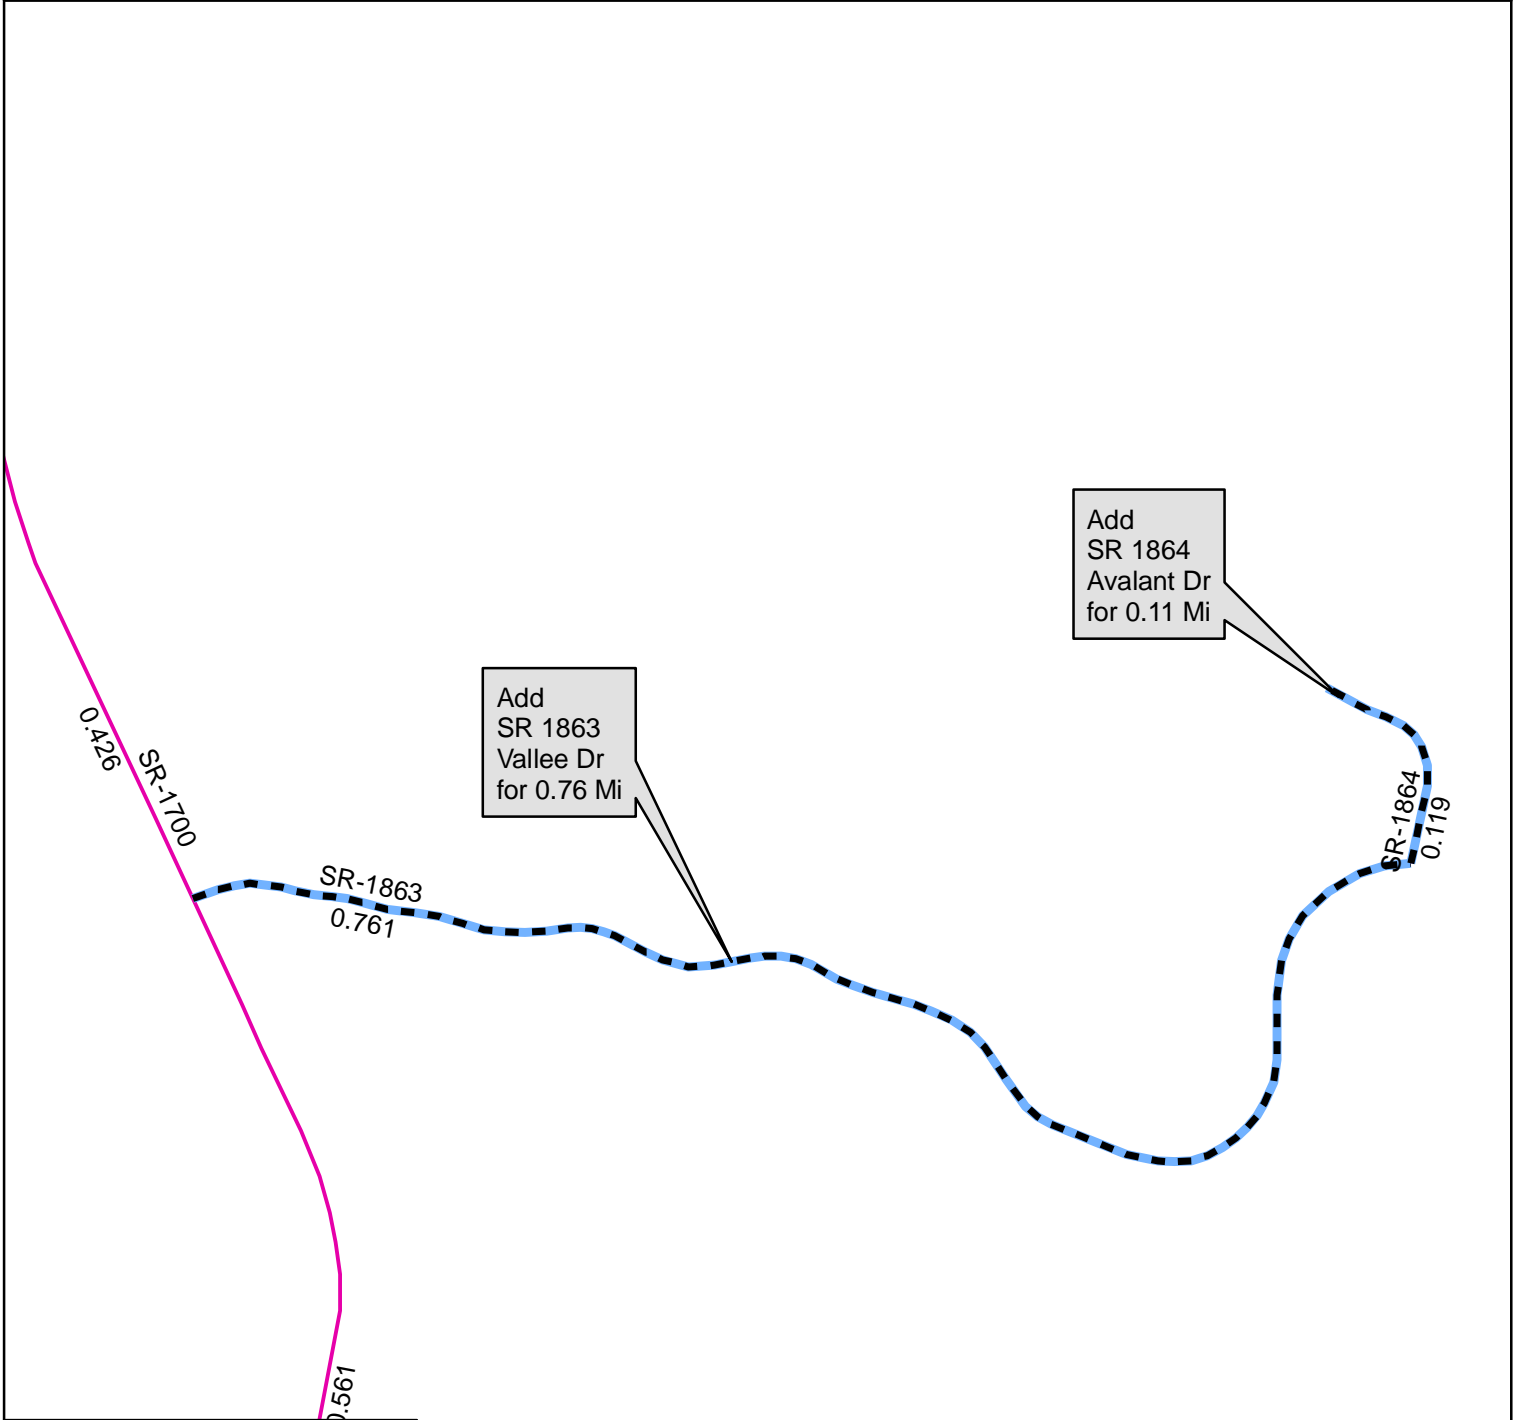 Add
SR 1864
Avalant Dr
for 0.11 Mi
Add
SR 1863
Vallee Dr
for 0.76 Mi
0.426
SR-1700
SR-1864
0.119
SR-1863
0.761
0.561